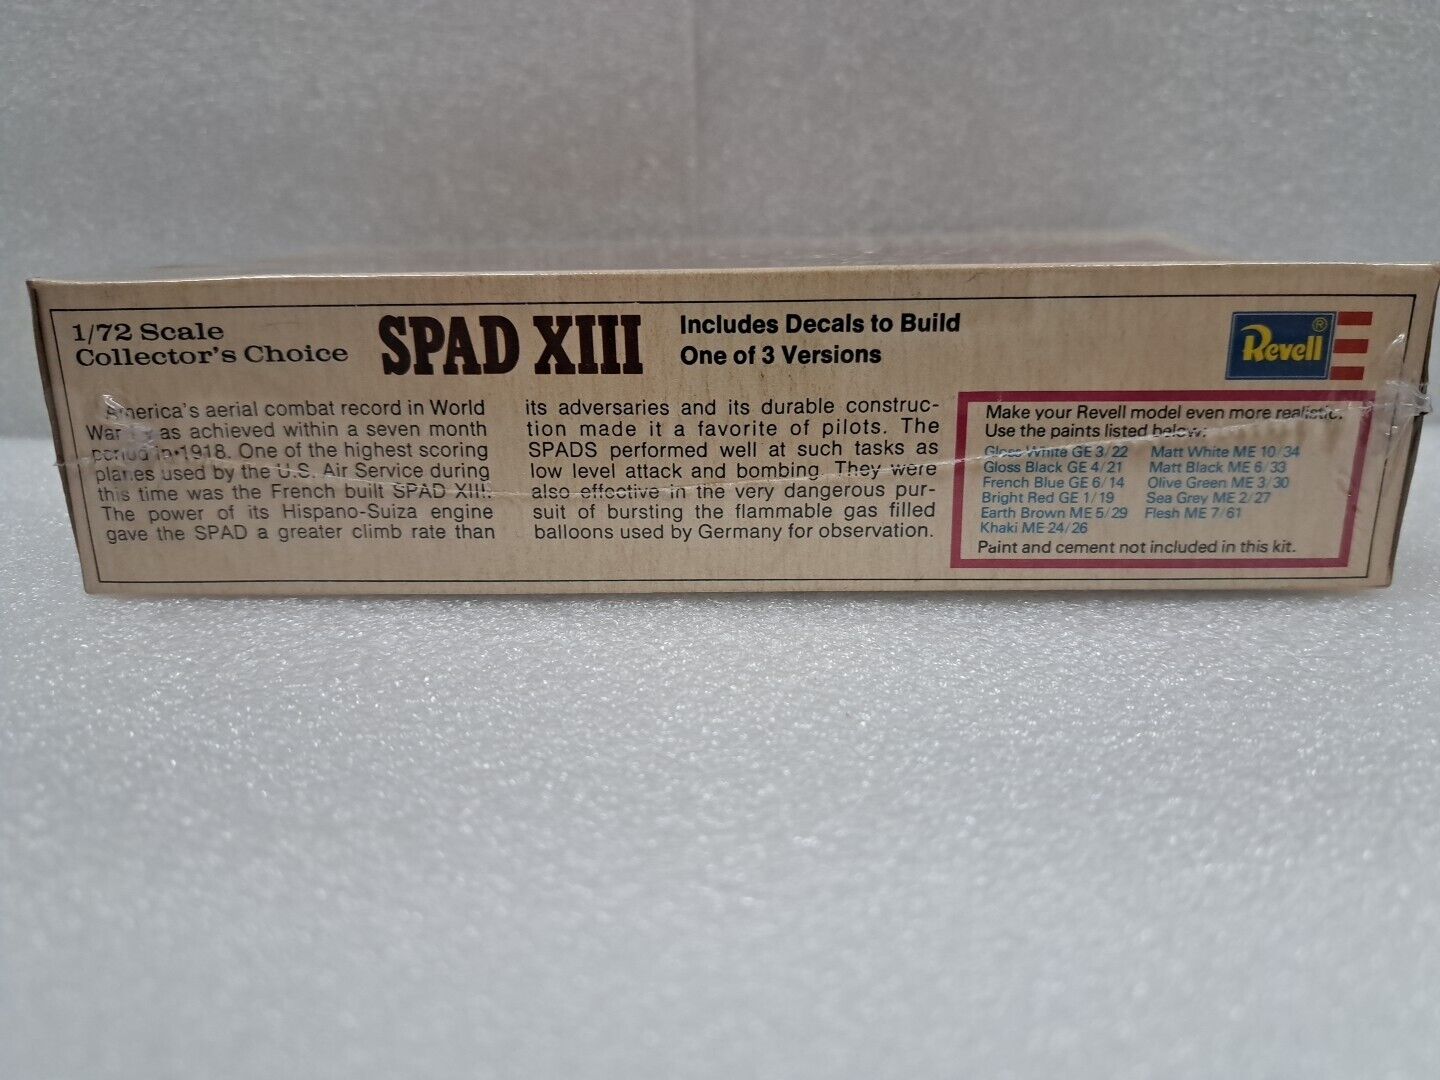 1/72 Scale
Collector's Choice
SPAD XIII
Includes Decals to Build
One of 3 Versions
Revell®
America's aerial combat record in World
War was achieved within a seven month
period in 1918. One of the highest scoring
planes used by the U.S. Air Service during
this time was the French built SPAD XIII.
The power of its Hispano-Suiza engine
gave the SPAD a greater climb rate than
its adversaries and its durable construc-
tion made it a favorite of pilots. The
SPADS performed well at such tasks as
low level attack and bombing. They were
also effective in the very dangerous pur-
suit of bursting the flammable gas filled
balloons used by Germany for observation.
Make your Revell model even more realistic.
Use the paints listed below:
Gloss White GE 3/22 Matt White ME 10/34
Gloss Black GE 4/21 Matt Black ME 6/33
French Blue GE 6/14 Olive Green ME 3/30
Bright Red GE 1/19 Sea Grey ME 2/27
Earth Brown ME 5/29 Flesh ME 7/61
Khaki ME 24/26
Paint and cement not included in this kit.